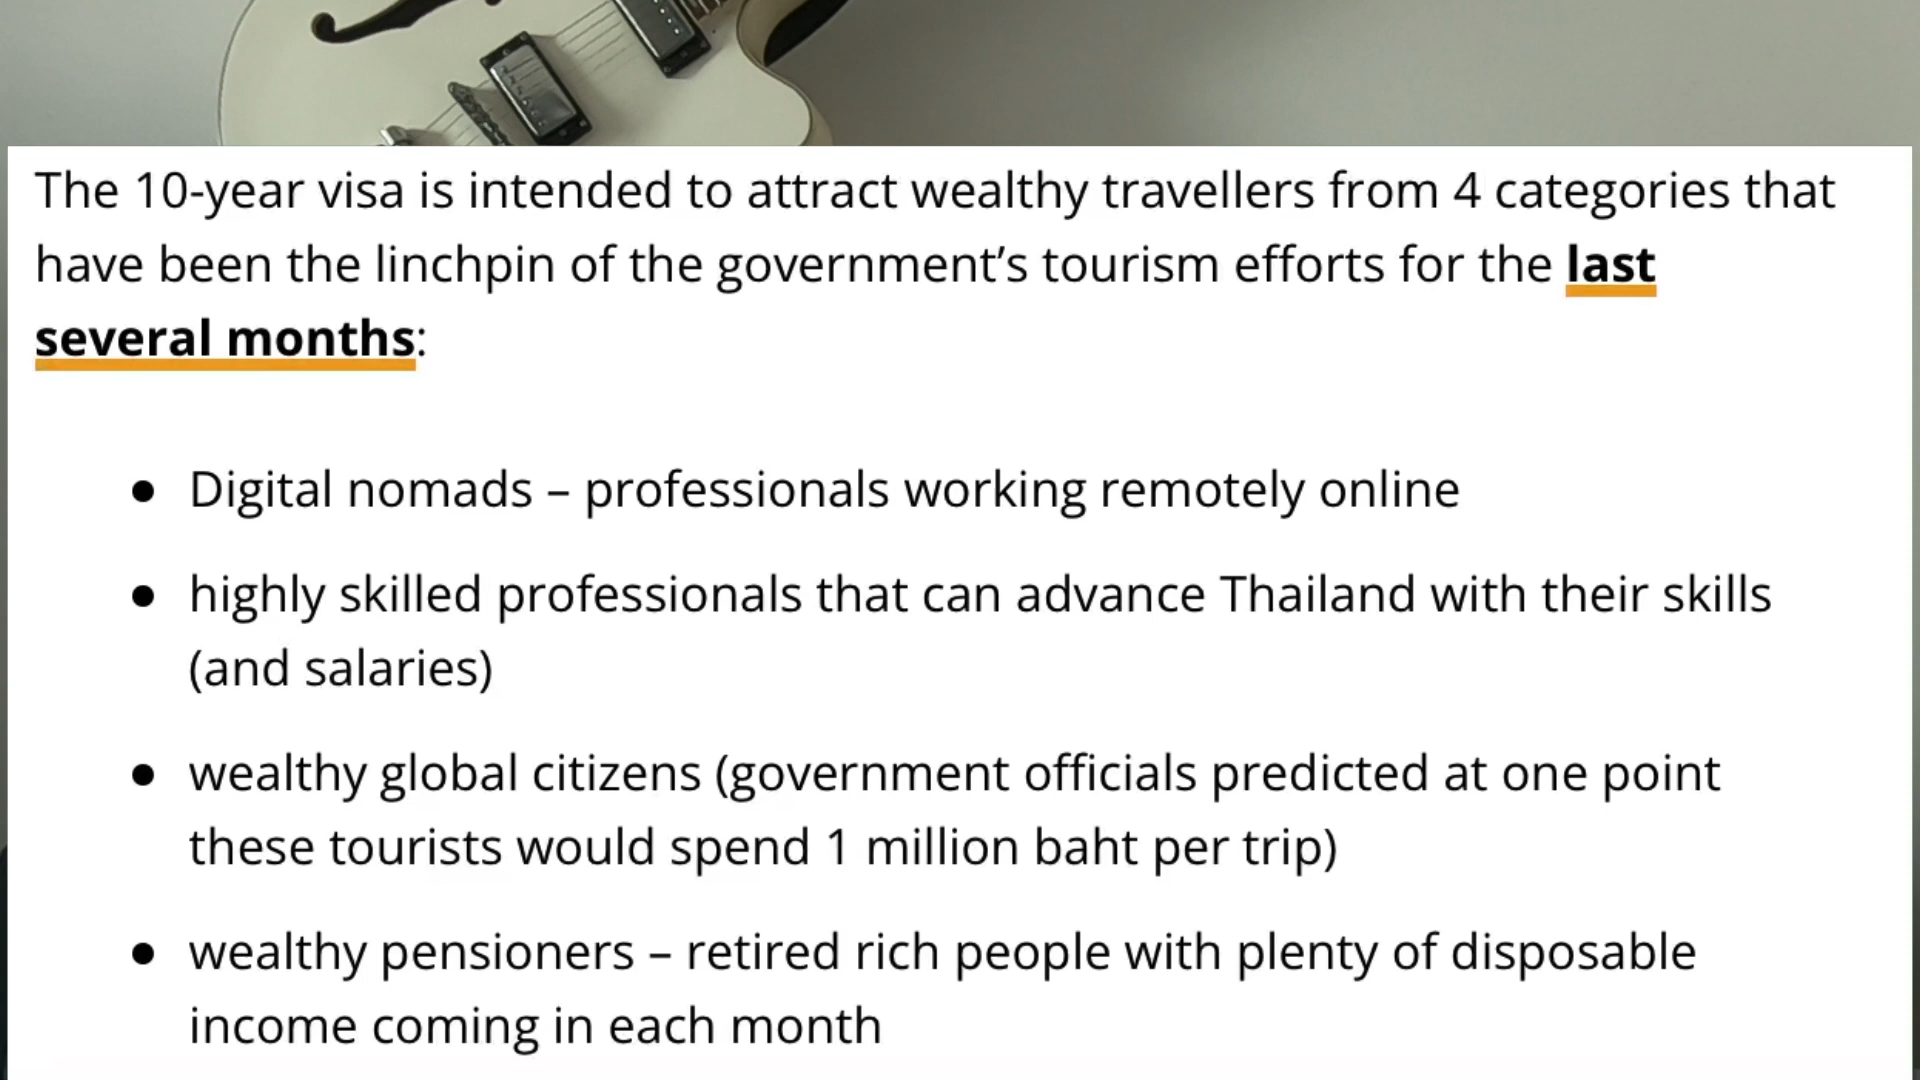 The 10-year visa is intended to attract wealthy travellers from 4 categories that
have been the linchpin of the government’s tourism efforts for the last
several months:
● Digital nomads – professionals working remotely online
● highly skilled professionals that can advance Thailand with their skills
(and salaries)
● wealthy global citizens (government officials predicted at one point
these tourists would spend 1 million baht per trip)
● wealthy pensioners – retired rich people with plenty of disposable
income coming in each month